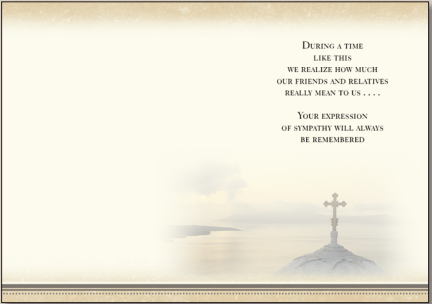 During a time
like this
we realize how much
our friends and relatives
really mean to us . . . .
Your expression
of sympathy will always
be remembered